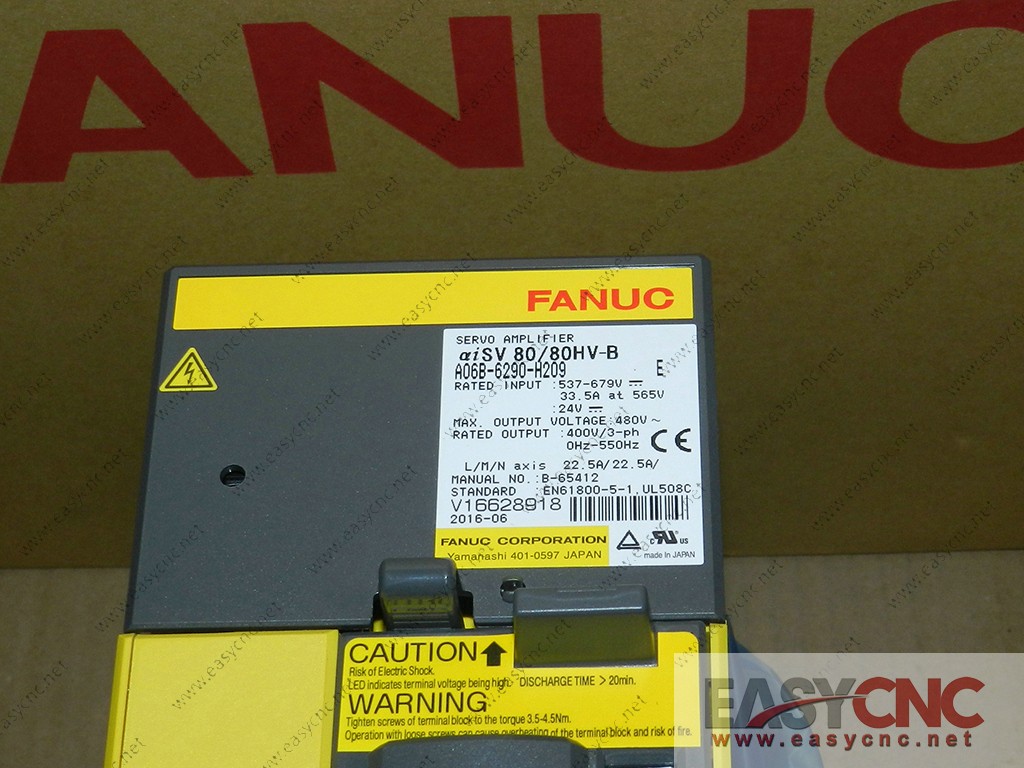 FANUC
FANUC
SERVO AMPLIFIER
αiSV 80/80HV-B
A06B-6290-H209 E
RATED INPUT :537-679V
33.5A at 565V
:24V
MAX. OUTPUT VOLTAGE:480V~
RATED OUTPUT :400V/3-ph
0Hz-550Hz
CE
L/M/N axis 22.5A/22.5A/
MANUAL NO.:B-65412
STANDARD :EN61800-5-1,UL508C
V16628918
2016-06
FANUC CORPORATION
Yamanashi 401-0597 JAPAN
c RU us
made in JAPAN
CAUTION
Risk of Electric Shock.
LED indicates terminal voltage being high. DISCHARGE TIME > 20min.
WARNING
Tighten screws of terminal block to the torque 3.5-4.5Nm.
Operation with loose screws can cause overheating of the terminal block and risk of fire.
EASYCNC
www.easycnc.net